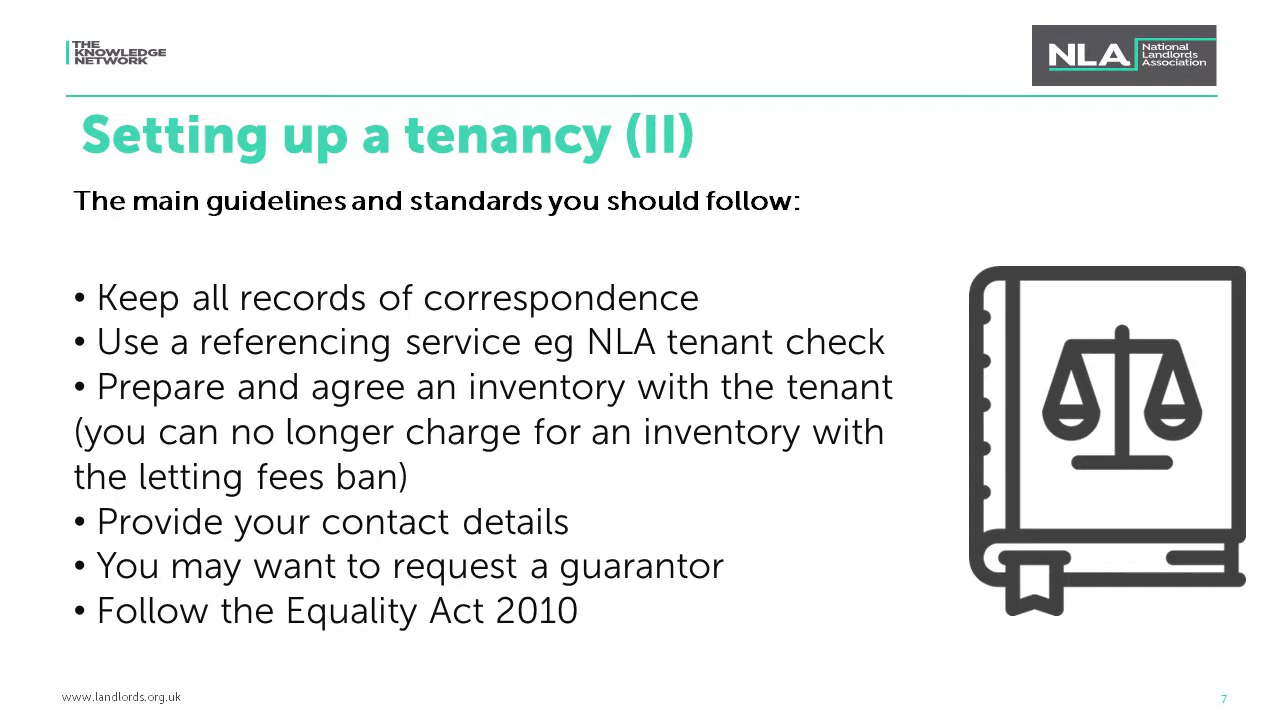 THE
KNOWLEDGE
NETWORK
NLA
National
Landlords
Association
Setting up a tenancy (II)
The main guidelines and standards you should follow:
• Keep all records of correspondence
• Use a referencing service eg NLA tenant check
• Prepare and agree an inventory with the tenant
(you can no longer charge for an inventory with
the letting fees ban)
• Provide your contact details
• You may want to request a guarantor
• Follow the Equality Act 2010
www.landlords.org.uk
7